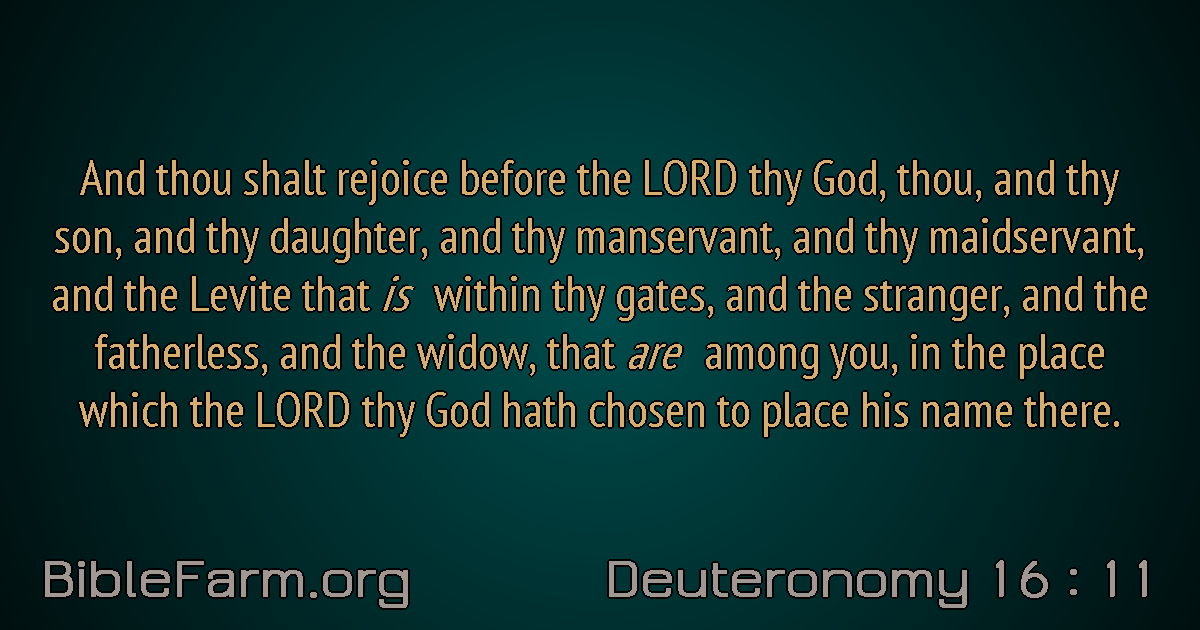 And thou shalt rejoice before the LORD thy God, thou, and thy
son, and thy daughter, and thy manservant, and thy maidservant,
and the Levite that is within thy gates, and the stranger, and the
fatherless, and the widow, that are among you, in the place
which the LORD thy God hath chosen to place his name there.
BibleFarm.org
Deuteronomy 16 : 11